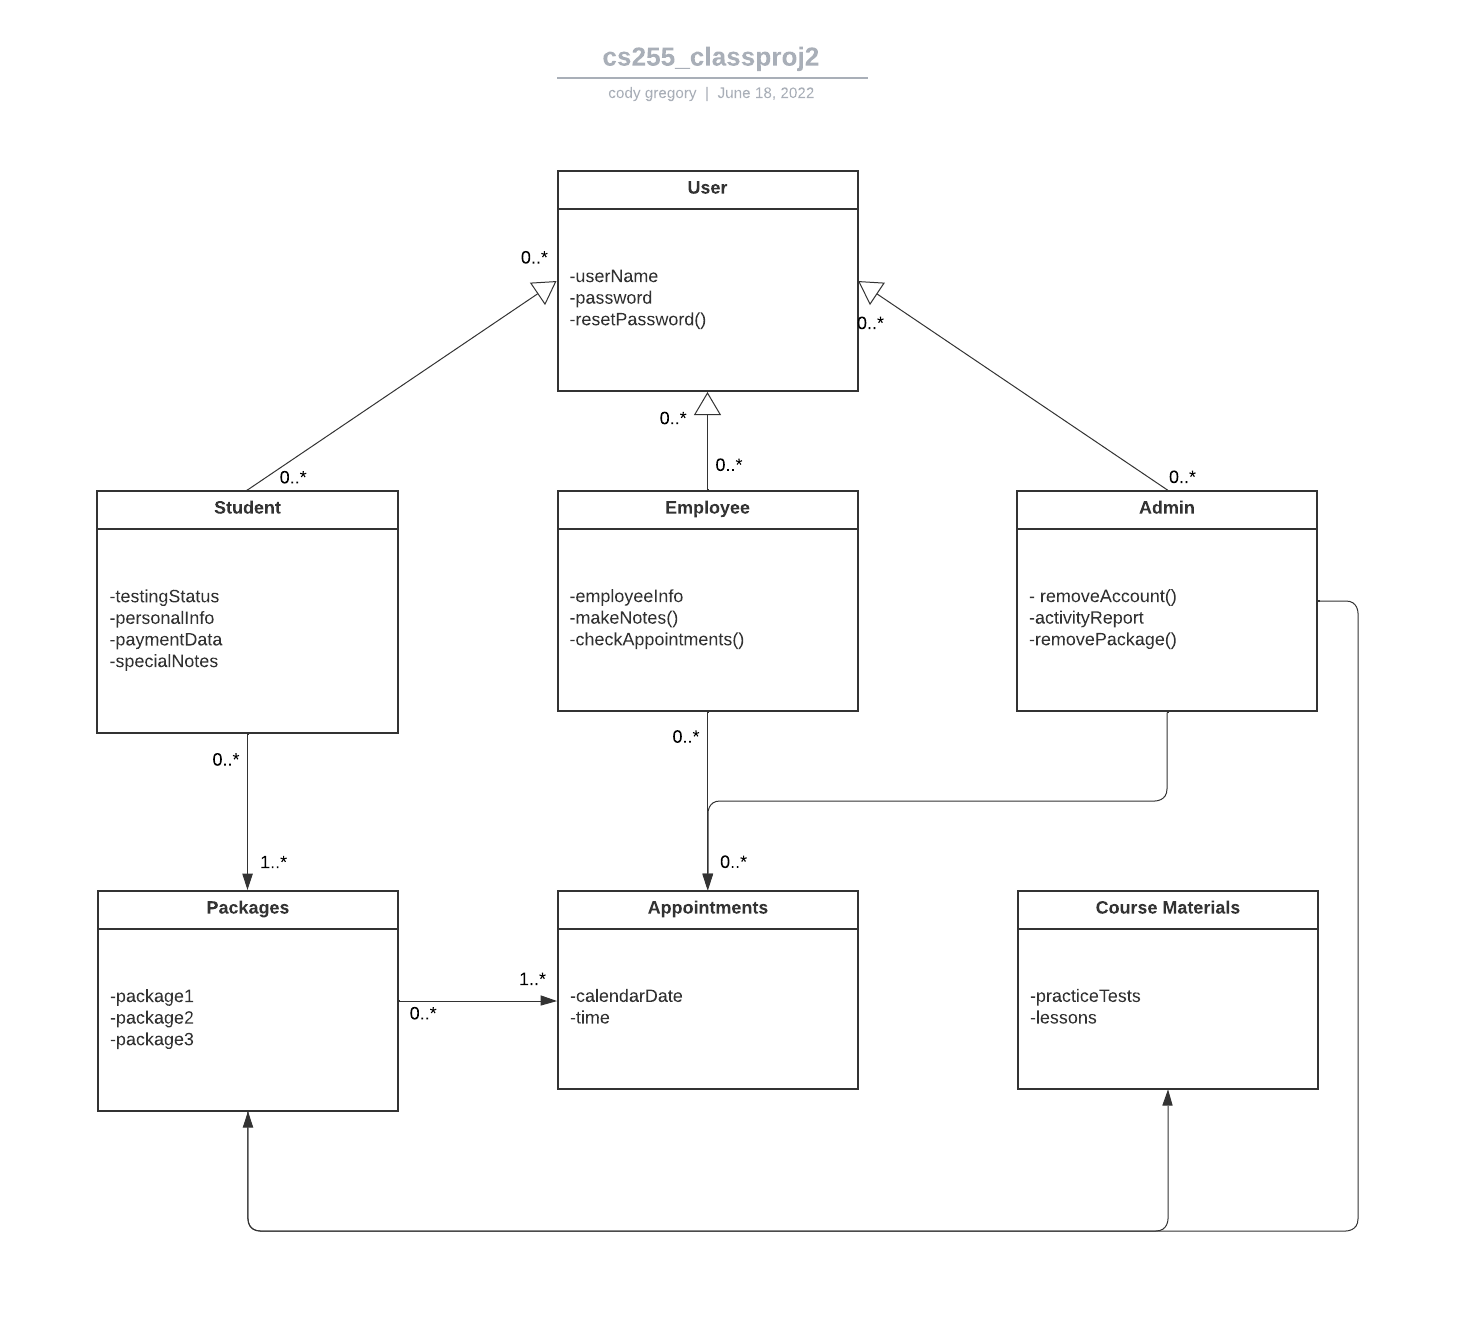 cs255_classproj2
cody gregory | June 18, 2022
User
0..*
-userName
-password
-resetPassword()
0..*
0..*
0..*
0..*
0..*
Student
-testingStatus
-personalInfo
-paymentData
-specialNotes
Employee
-employeeInfo
-makeNotes()
-checkAppointments()
Admin
- removeAccount()
-activityReport
-removePackage()
0..*
0..*
1..*
0..*
Packages
-package1
-package2
-package3
1..*
0..*
Appointments
-calendarDate
-time
Course Materials
-practiceTests
-lessons